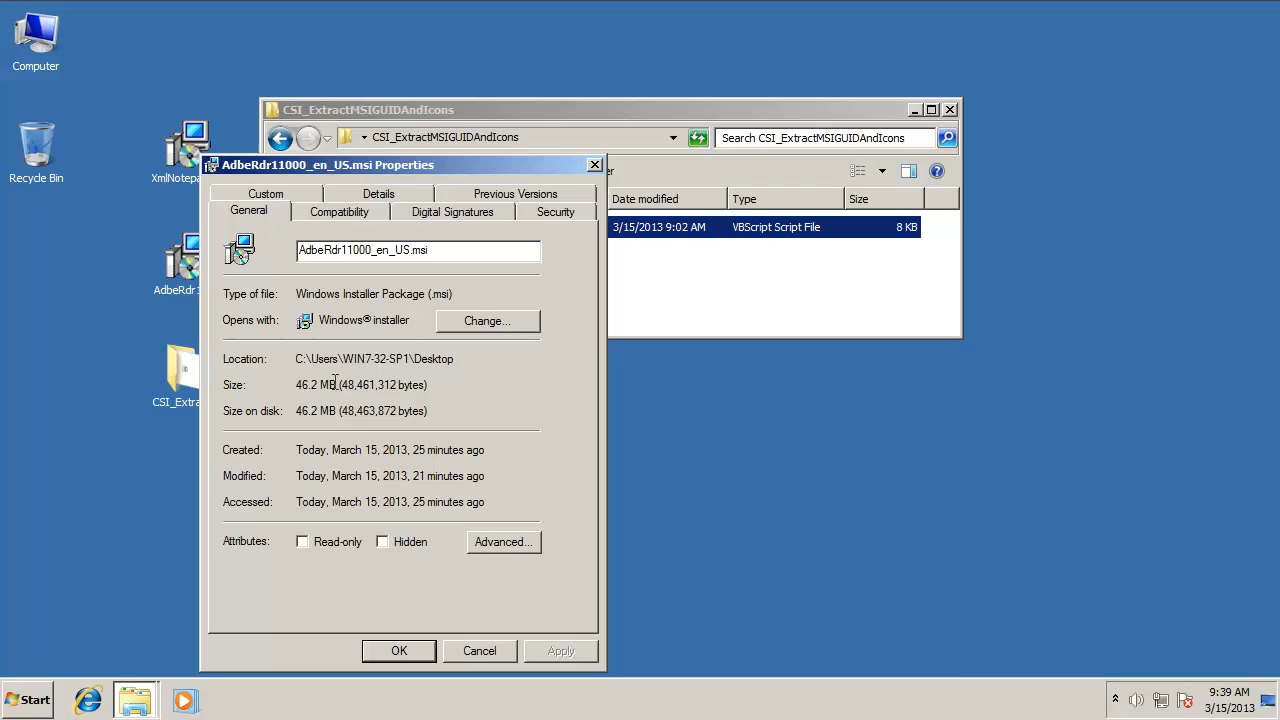 Computer
Recycle Bin
XmlNotepa
AdbeRdr1
CSI_Extrac
CSI_ExtractMSIGUIDAndIcons
CSI_ExtractMSIGUIDAndIcons
Search CSI_ExtractMSIGUIDAndIcons
Date modified Type Size
3/15/2013 9:02 AM VBScript Script File 8 KB
AdbeRdr11000_en_US.msi Properties
Custom Details Previous Versions
General Compatibility Digital Signatures Security
AdbeRdr11000_en_US.msi
Type of file: Windows Installer Package (.msi)
Opens with: Windows® installer Change...
Location: C:\Users\WIN7-32-SP1\Desktop
Size: 46.2 MB (48,461,312 bytes)
Size on disk: 46.2 MB (48,463,872 bytes)
Created: Today, March 15, 2013, 25 minutes ago
Modified: Today, March 15, 2013, 21 minutes ago
Accessed: Today, March 15, 2013, 25 minutes ago
Attributes: Read-only Hidden Advanced...
OK Cancel Apply
Start
9:39 AM
3/15/2013